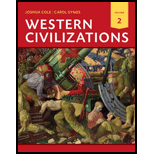 JOSHUA COLE | CAROL SYMES
WESTERN
CIVILIZATIONS
VOLUME
2